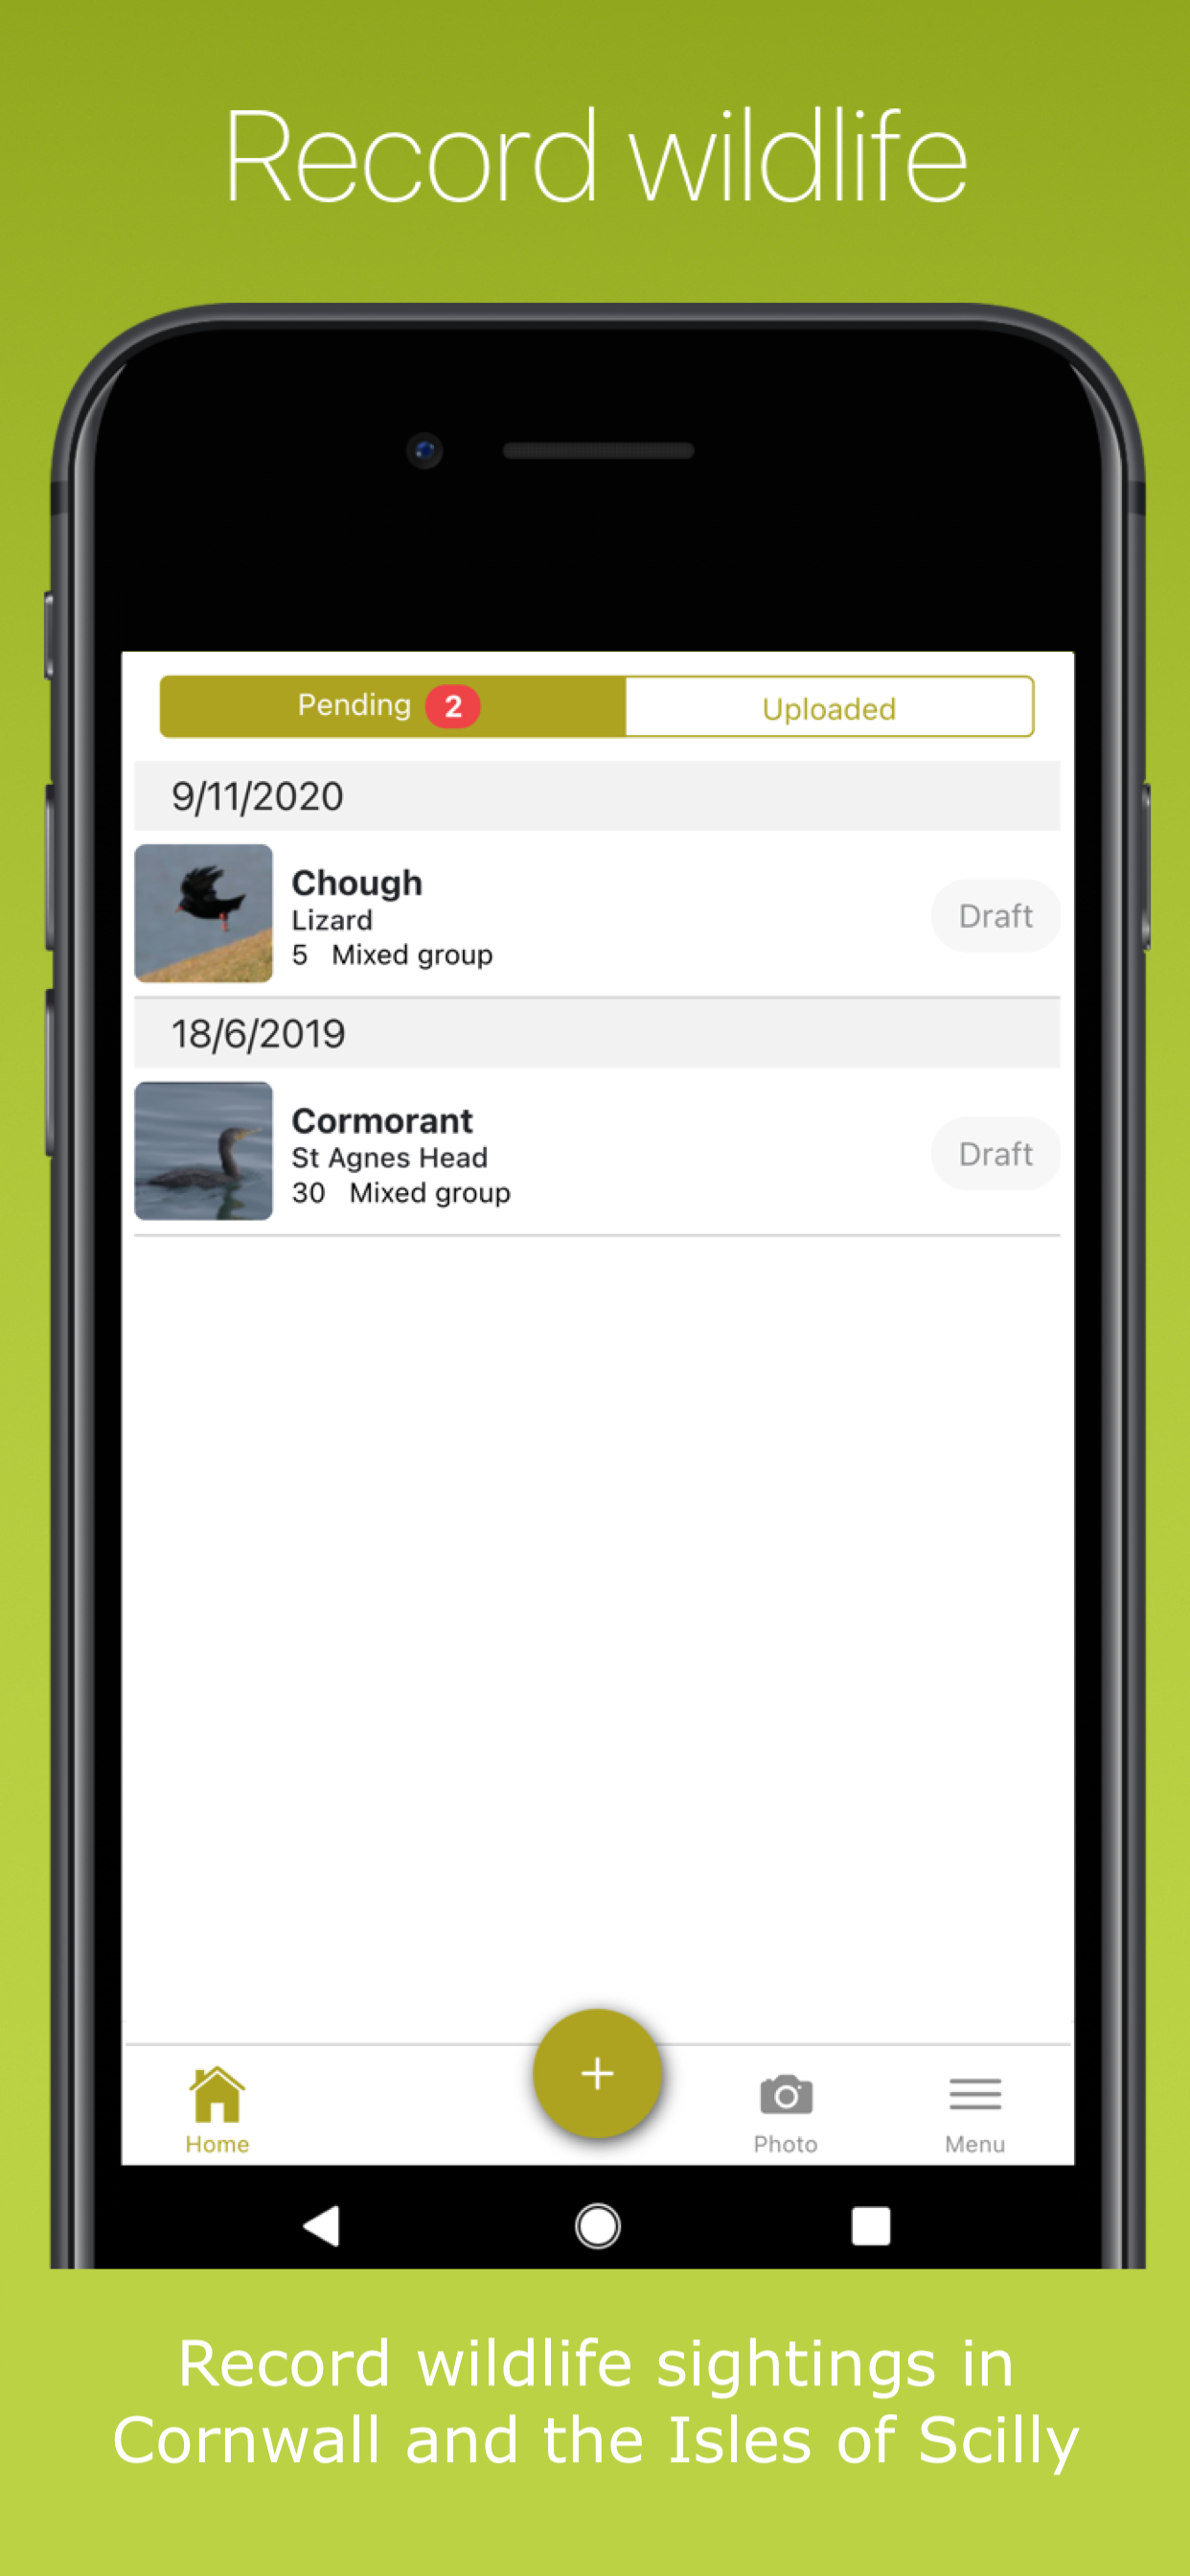 Record wildlife
Pending 2
Uploaded
9/11/2020
Chough
Lizard
5 Mixed group
Draft
18/6/2019
Cormorant
St Agnes Head
30 Mixed group
Draft
+
Home
Photo
Menu
Record wildlife sightings in
Cornwall and the Isles of Scilly